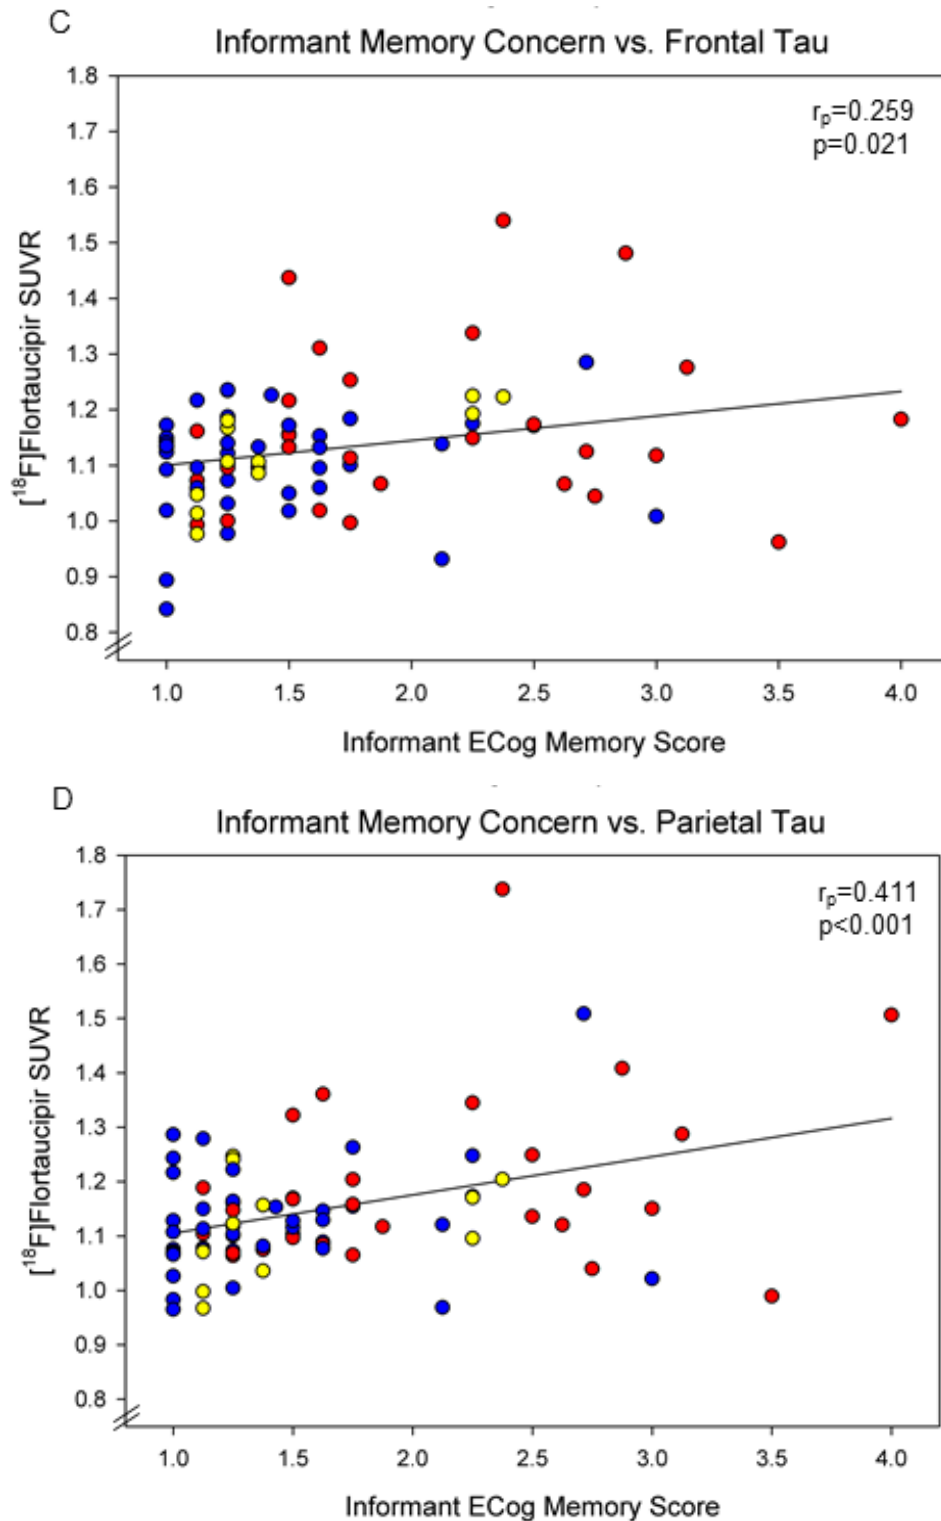 C
Informant Memory Concern vs. Frontal Tau
rp=0.259
p=0.021
[18F]Flortaucipir SUVR
1.8
1.7
1.6
1.5
1.4
1.3
1.2
1.1
1.0
0.9
0.8
1.0 1.5 2.0 2.5 3.0 3.5 4.0
Informant ECog Memory Score
D
Informant Memory Concern vs. Parietal Tau
rp=0.411
p<0.001
[18F]Flortaucipir SUVR
1.8
1.7
1.6
1.5
1.4
1.3
1.2
1.1
1.0
0.9
0.8
1.0 1.5 2.0 2.5 3.0 3.5 4.0
Informant ECog Memory Score